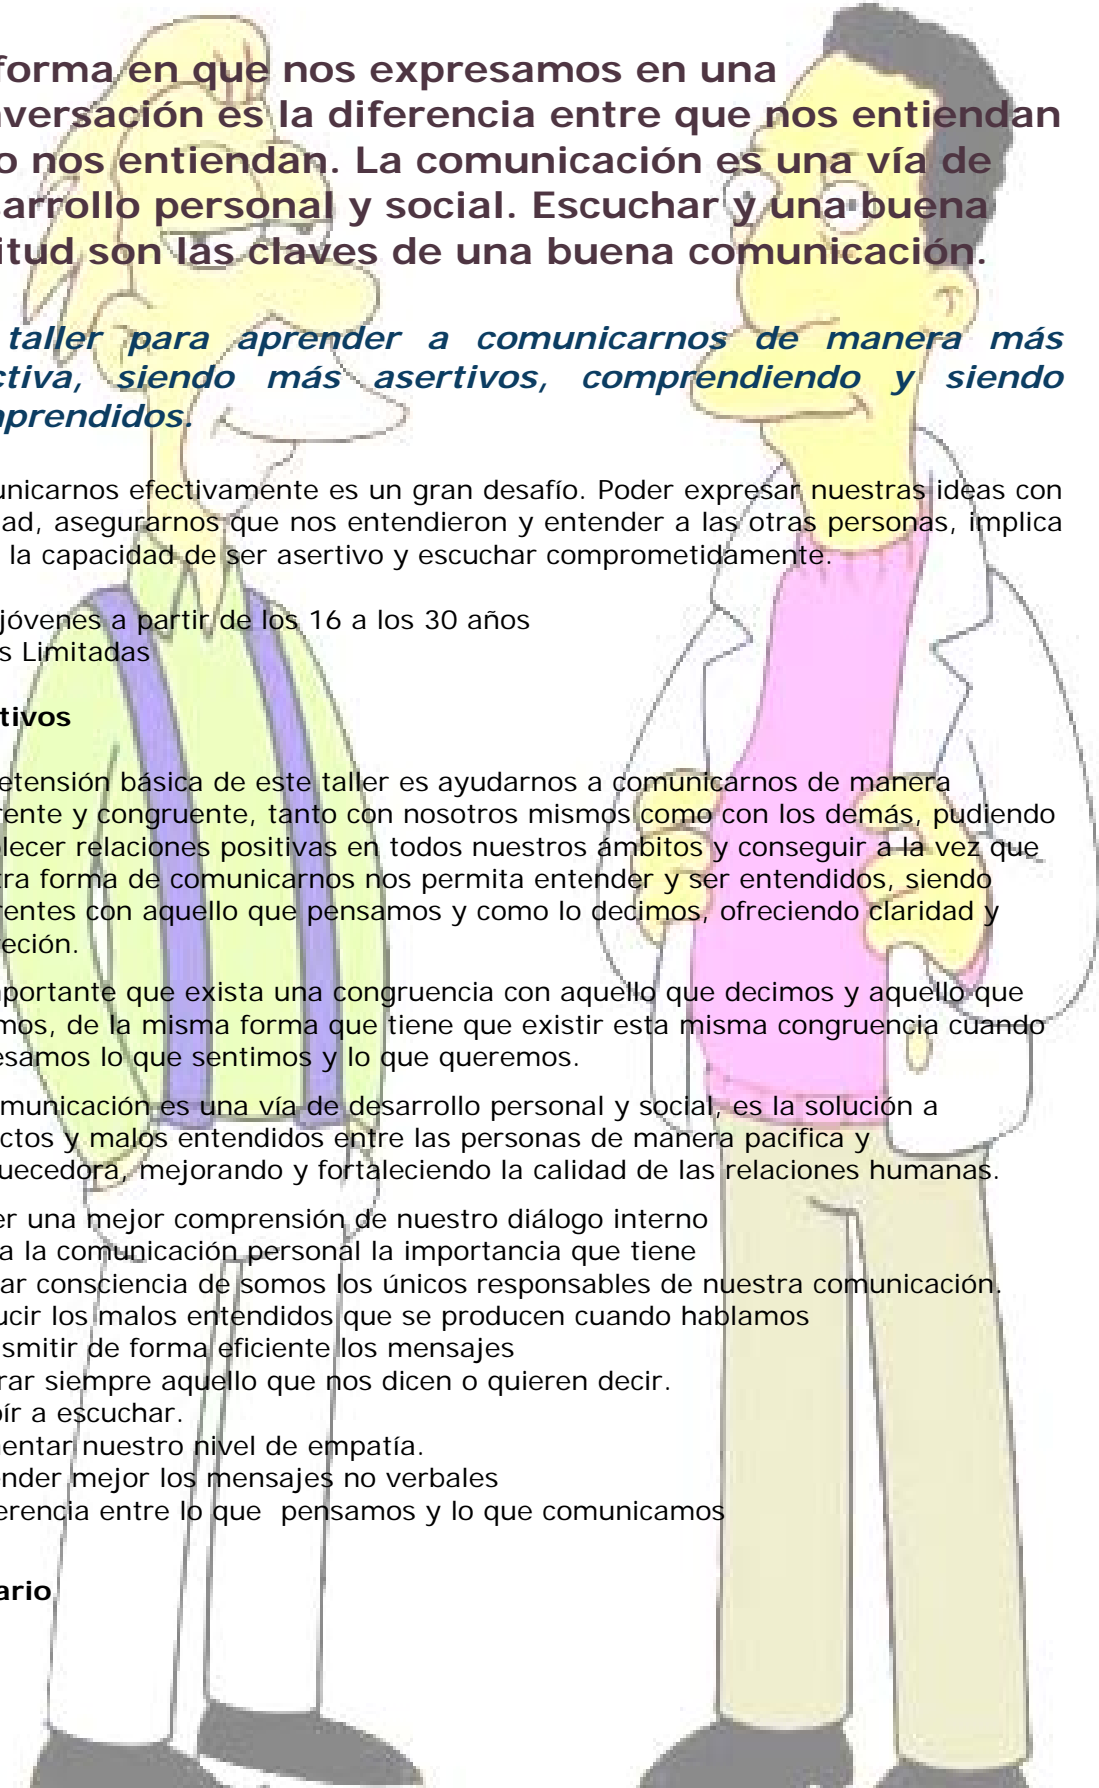 forma en que nos expresamos en una
versación es la diferencia entre que nos entiendan
o nos entiendan. La comunicación es una vía de
arrollo personal y social. Escuchar y una buena
itud son las claves de una buena comunicación.
taller para aprender a comunicarnos de manera más
ctiva, siendo más asertivos, comprendiendo y siendo
prendidos.
unicarnos efectivamente es un gran desafío. Poder expresar nuestras ideas con
dad, asegurarnos que nos entendieron y entender a las otras personas, implica
la capacidad de ser asertivo y escuchar comprometidamente.
jóvenes a partir de los 16 a los 30 años
s Limitadas
tivos
etensión básica de este taller es ayudarnos a comunicarnos de manera
rente y congruente, tanto con nosotros mismos como con los demás, pudiendo
lecer relaciones positivas en todos nuestros ámbitos y conseguir a la vez que
tra forma de comunicarnos nos permita entender y ser entendidos, siendo
rentes con aquello que pensamos y como lo decimos, ofreciendo claridad y
reción.
portante que exista una congruencia con aquello que decimos y aquello que
mos, de la misma forma que tiene que existir esta misma congruencia cuando
esamos lo que sentimos y lo que queremos.
municación es una vía de desarrollo personal y social, es la solución a
ictos y malos entendidos entre las personas de manera pacifica y
uecedora, mejorando y fortaleciendo la calidad de las relaciones humanas.
er una mejor comprensión de nuestro diálogo interno
a la comunicación personal la importancia que tiene
ar consciencia de somos los únicos responsables de nuestra comunicación.
ucir los malos entendidos que se producen cuando hablamos
nsmitir de forma eficiente los mensajes
rar siempre aquello que nos dicen o quieren decir.
bír a escuchar.
entar nuestro nivel de empatía.
ender mejor los mensajes no verbales
erencia entre lo que pensamos y lo que comunicamos
ario